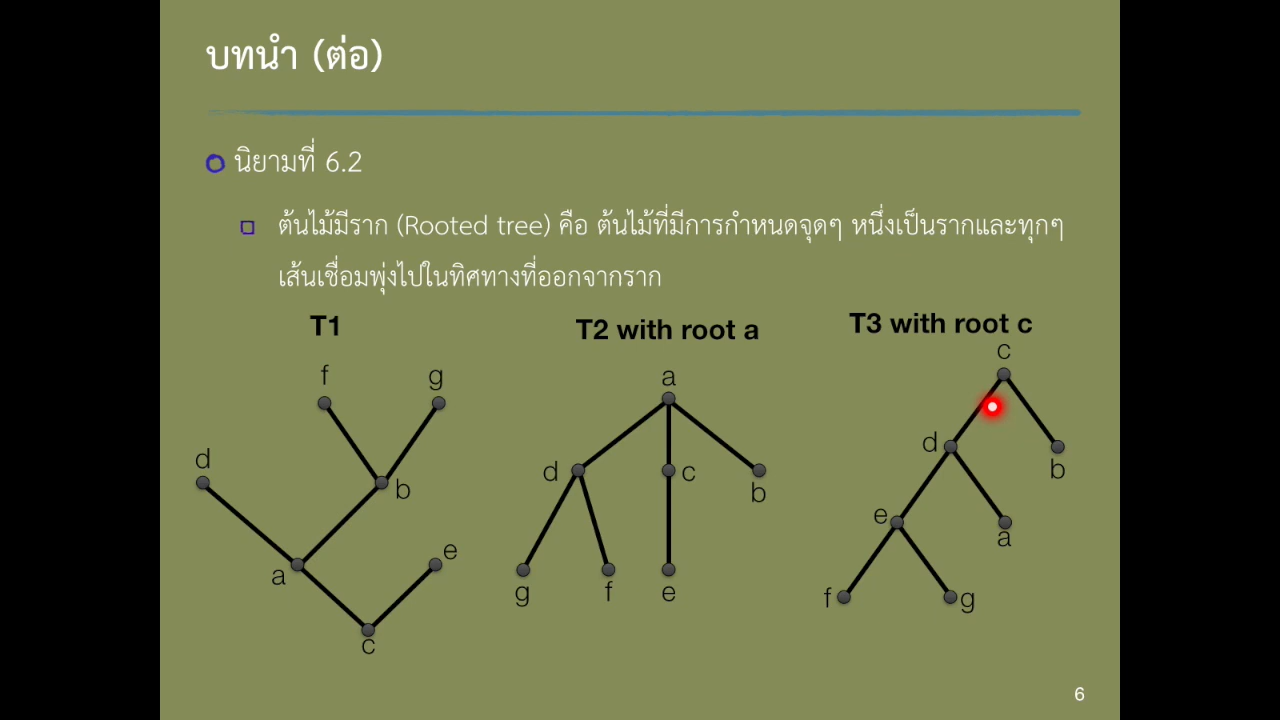 บทนำ (ต่อ)
นิยามที่ 6.2
ต้นไม้มีราก (Rooted tree) คือ ต้นไม้ที่มีการกำหนดจุดๆ หนึ่งเป็นรากและทุกๆ
เส้นเชื่อมพุ่งไปในทิศทางที่ออกจากราก
T1
T2 with root a
T3 with root c
f
g
d
b
e
a
c
a
d
c
b
g
f
e
c
d
b
e
a
f
g
6